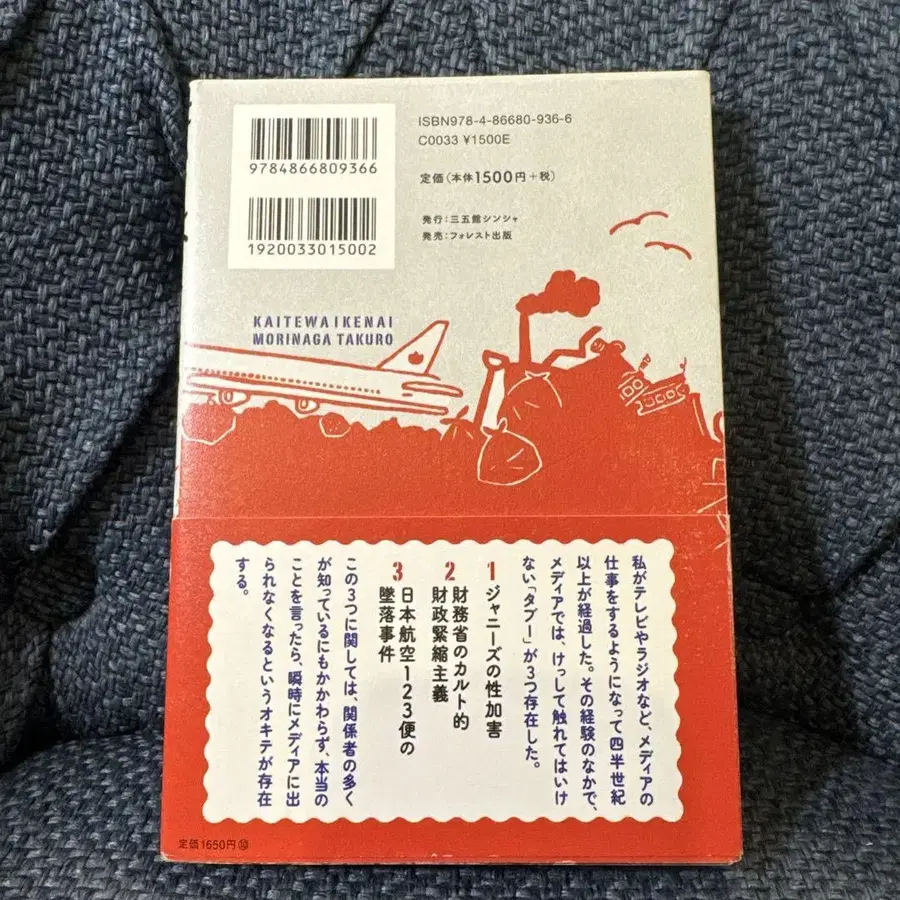 ISBN978-4-86680-936-6
C0033 ¥1500E
9784866809366
定価(本体1500円+税)
発行:三五館シンシャ
発売:フォレスト出版
1920033015002
KAITEWAIKENAI
MORINAGA TAKURO
私がテレビやラジオなど、メディアの
仕事をするようになって四半世紀
以上が経過した。その経験のなかで、
メディアでは、けっして触れてはいけ
ない「タブー」が3つ存在した。
1 ジャニーズの性加害
2 財務省のカルト的
財政緊縮主義
3 日本航空123便の
墜落事件
この3つに関しては、関係者の多く
が知っているにもかかわらず、本当の
ことを言ったら、瞬時にメディアに出
られなくなるというオキテが存在
する。
定価1650円⑩